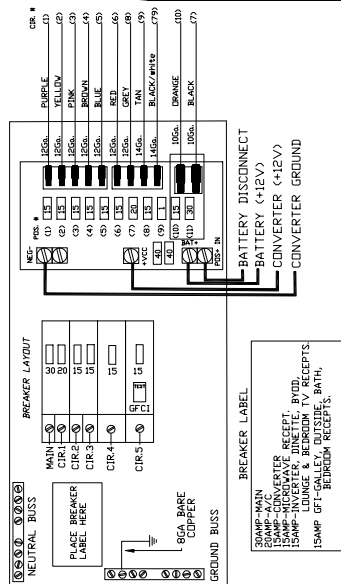 CIR. #
(1) PURPLE 12Ga.
(2) YELLOW 12Ga.
(3) PINK 12Ga.
(4) BROWN 12Ga.
(5) BLUE 12Ga.
(6) RED 12Ga.
(8) GREY 12Ga.
(9) TAN 14Ga.
(79) BLACK/White 14Ga.
(10) ORANGE 10Ga.
(7) BLACK 10Ga.
NEG-
POS. #
(1) 15
(2) 15
(3) 15
(4) 15
(5) 15
(6) 15
(7) 20
(8) 15
(9) 1
(10) 15
(11) 30
+VCC
40
40
BAT+
POS+ IN
BATTERY DISCONNECT
BATTERY (+12V)
CONVERTER (+12V)
CONVERTER GROUND
BREAKER LAYOUT
MAIN 30
CIR.1 20
CIR.2 15
CIR.3 15
CIR.4 15
CIR.5 15
TEST
GFCI
NEUTRAL BUSS
PLACE BREAKER
LABEL HERE
8GA BARE
COPPER
GROUND BUSS
BREAKER LABEL
30AMP-MAIN
20AMP-A/C
15AMP-CONVERTER
15AMP-MICROWAVE RECEPT.
15AMP-INVERTER, DINETTE, BYOD,
LOUNGE & BEDROOM TV RECEPTS.
15AMP GFI-GALLEY, OUTSIDE, BATH,
BEDROOM RECEPTS.